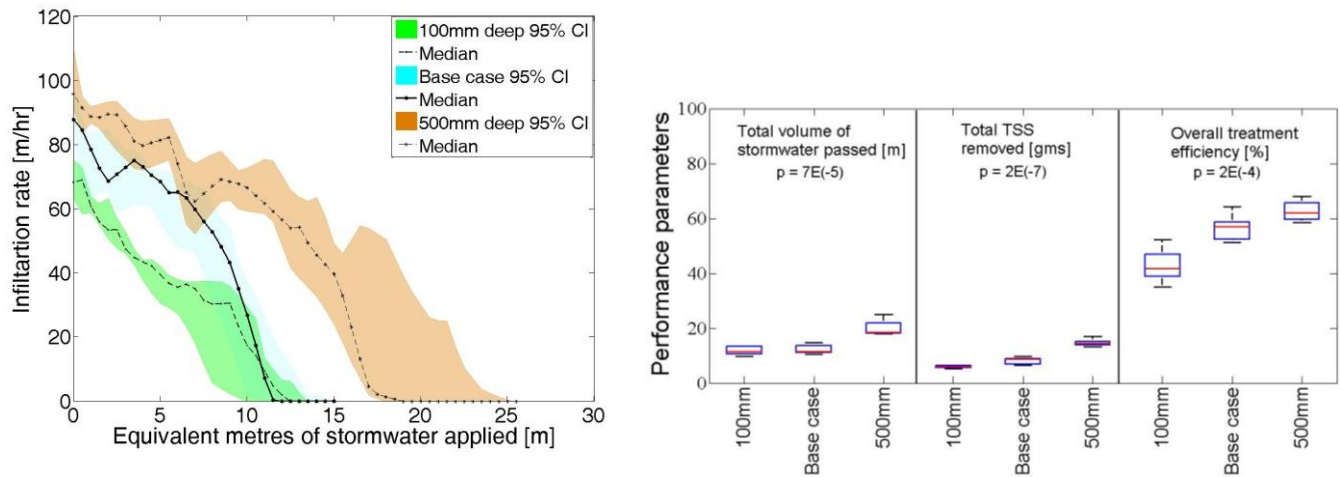 120
100
80
60
40
20
0
Infiltartion rate [m/hr]
0 5 10 15 20 25 30
Equivalent metres of stormwater applied [m]
100mm deep 95% CI
Median
Base case 95% CI
Median
500mm deep 95% CI
Median
Performance parameters
100
80
60
40
20
0
Total volume of
stormwater passed [m]
p = 7E(-5)
Total TSS
removed [gms]
p = 2E(-7)
Overall treatment
efficiency [%]
p = 2E(-4)
100mm
Base case
500mm
100mm
Base case
500mm
100mm
Base case
500mm